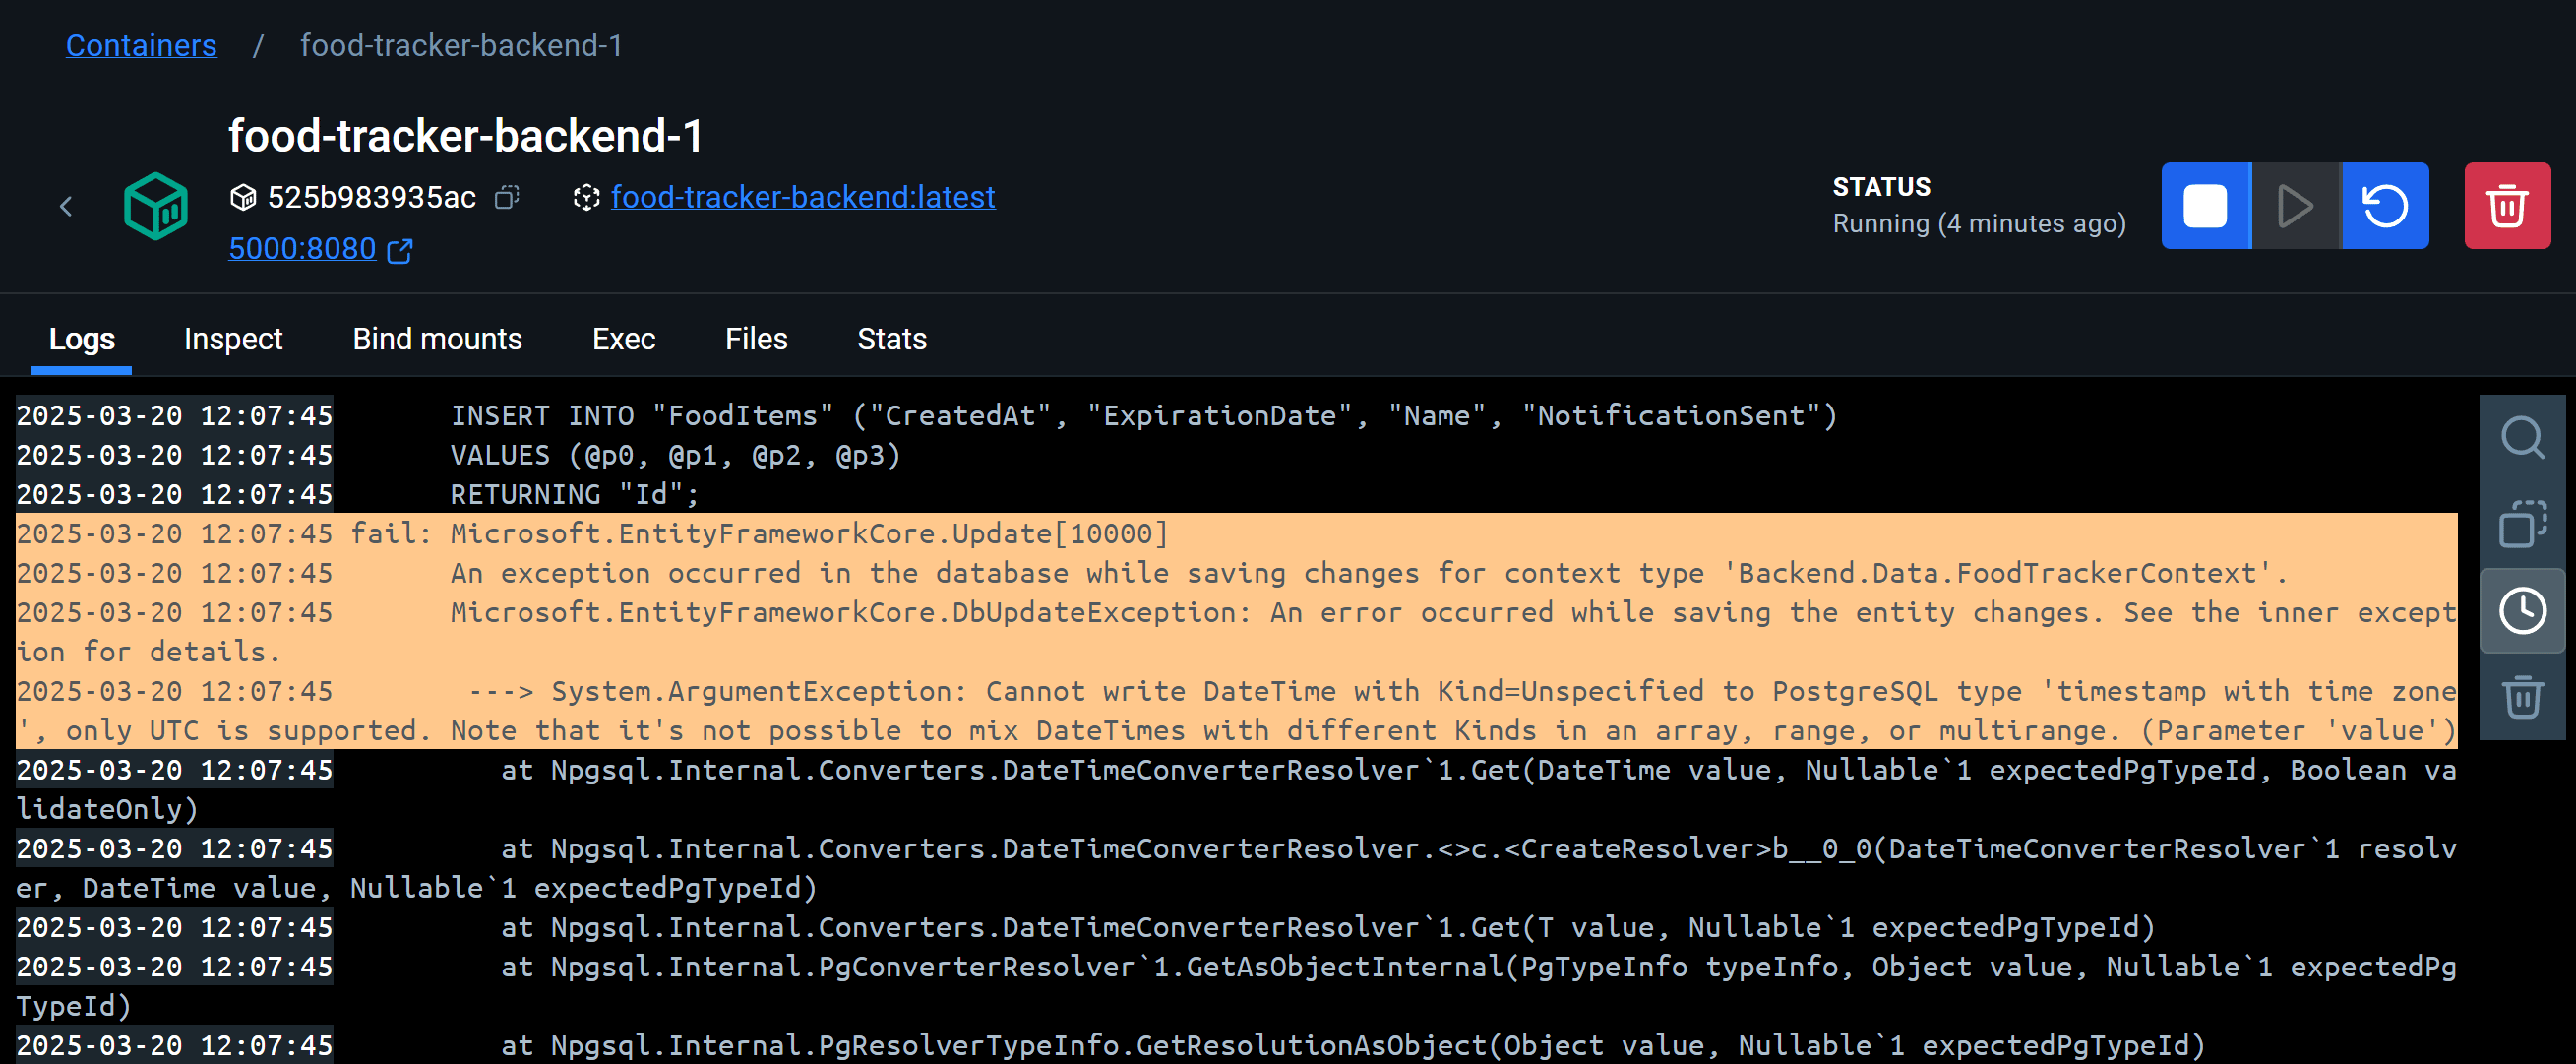 Containers / food-tracker-backend-1
food-tracker-backend-1
525b983935ac food-tracker-backend:latest
5000:8080
STATUS
Running (4 minutes ago)
Logs Inspect Bind mounts Exec Files Stats
2025-03-20 12:07:45 INSERT INTO "FoodItems" ("CreatedAt", "ExpirationDate", "Name", "NotificationSent")
2025-03-20 12:07:45 VALUES (@p0, @p1, @p2, @p3)
2025-03-20 12:07:45 RETURNING "Id";
2025-03-20 12:07:45 fail: Microsoft.EntityFrameworkCore.Update[10000]
2025-03-20 12:07:45 An exception occurred in the database while saving changes for context type 'Backend.Data.FoodTrackerContext'.
2025-03-20 12:07:45 Microsoft.EntityFrameworkCore.DbUpdateException: An error occurred while saving the entity changes. See the inner except
ion for details.
2025-03-20 12:07:45 ---> System.ArgumentException: Cannot write DateTime with Kind=Unspecified to PostgreSQL type 'timestamp with time zone
', only UTC is supported. Note that it's not possible to mix DateTimes with different Kinds in an array, range, or multirange. (Parameter 'value')
2025-03-20 12:07:45 at Npgsql.Internal.Converters.DateTimeConverterResolver`1.Get(DateTime value, Nullable`1 expectedPgTypeId, Boolean va
lidateOnly)
2025-03-20 12:07:45 at Npgsql.Internal.Converters.DateTimeConverterResolver.<>c.<CreateResolver>b__0_0(DateTimeConverterResolver`1 resolv
er, DateTime value, Nullable`1 expectedPgTypeId)
2025-03-20 12:07:45 at Npgsql.Internal.Converters.DateTimeConverterResolver`1.Get(T value, Nullable`1 expectedPgTypeId)
2025-03-20 12:07:45 at Npgsql.Internal.PgConverterResolver`1.GetAsObjectInternal(PgTypeInfo typeInfo, Object value, Nullable`1 expectedPg
TypeId)
2025-03-20 12:07:45 at Npgsql.Internal.PgResolverTypeInfo.GetResolutionAsObject(Object value, Nullable`1 expectedPgTypeId)